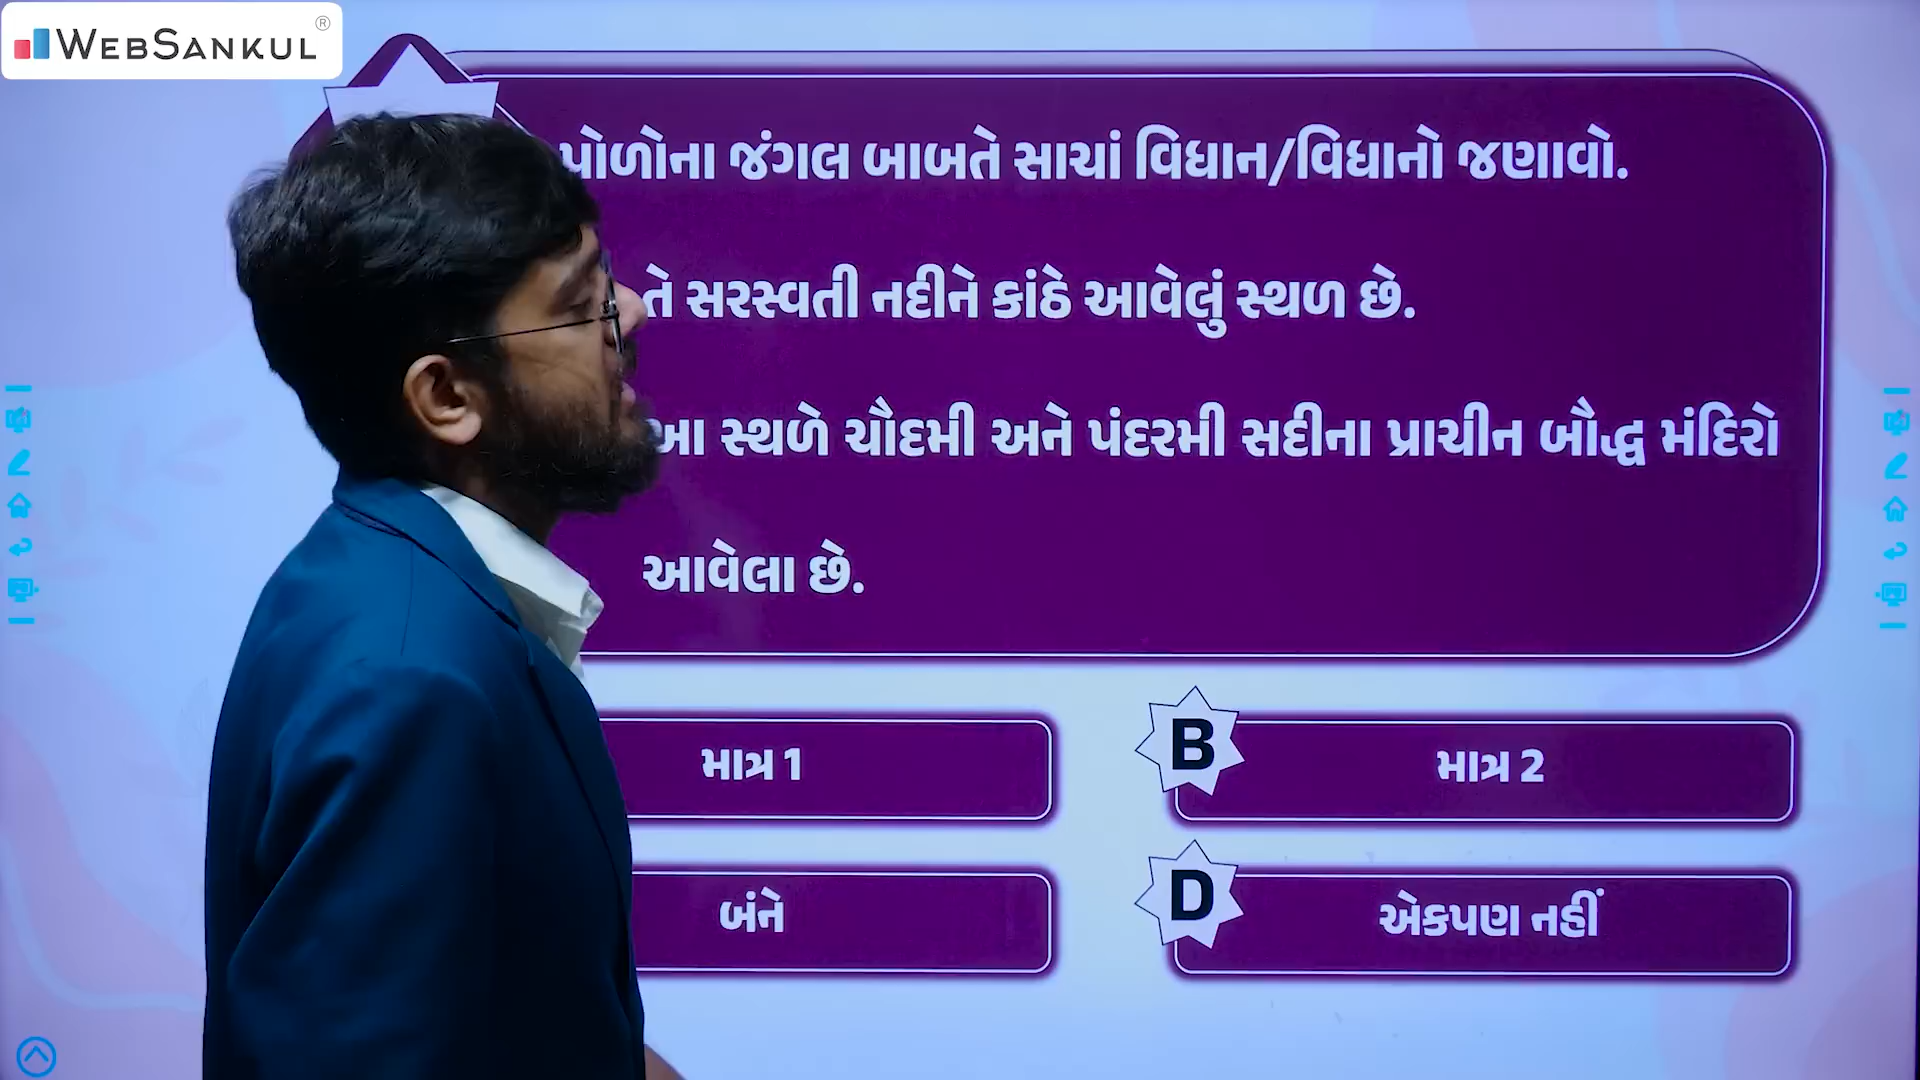 WEBSANKUL®
પોળોના જંગલ બાબતે સાચાં વિધાન/વિધાનો જણાવો.
તે સરસ્વતી નદીને કાંઠે આવેલું સ્થળ છે.
આ સ્થળે ચૌદમી અને પંદરમી સદીના પ્રાચીન બૌદ્ધ મંદિરો
આવેલા છે.
માત્ર 1
B માત્ર 2
બંને
D એકપણ નહીં